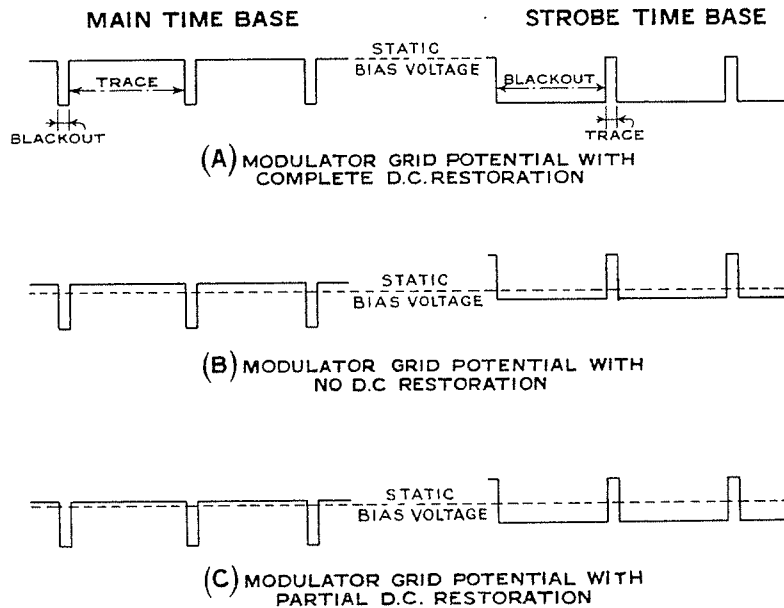 MAIN TIME BASE
STROBE TIME BASE
STATIC
BIAS VOLTAGE
TRACE
BLACKOUT
BLACKOUT
TRACE
(A) MODULATOR GRID POTENTIAL WITH
COMPLETE D.C. RESTORATION
STATIC
BIAS VOLTAGE
(B) MODULATOR GRID POTENTIAL WITH
NO D.C RESTORATION
STATIC
BIAS VOLTAGE
(C) MODULATOR GRID POTENTIAL WITH
PARTIAL D.C. RESTORATION